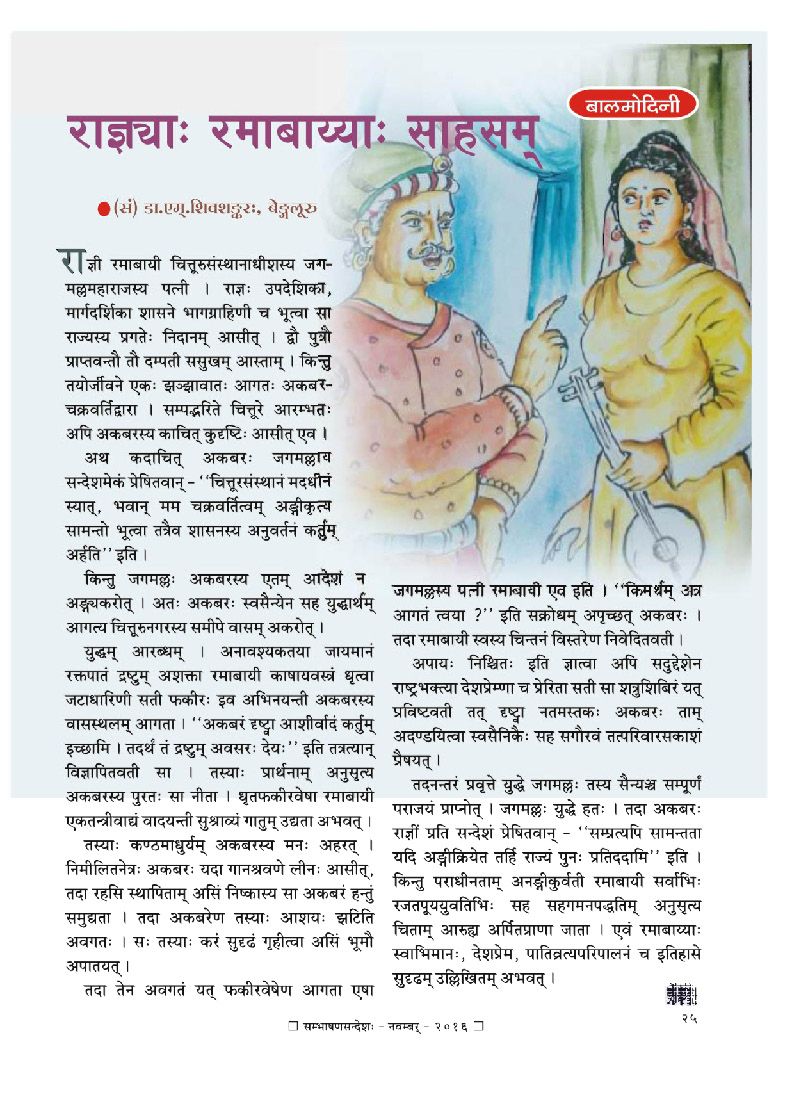 बालमोदिनी
राज्ञ्याः रमाबाय्याः साहसम्
(सं) डा.एम्.शिवशङ्करः, बेङ्गलूरु
राज्ञी रमाबायी चित्तूरुसंस्थानाधीशस्य जग-
मल्लमहाराजस्य पत्नी । राज्ञः उपदेशिका,
मार्गदर्शिका शासने भागग्राहिणी च भूत्वा सा
राज्यस्य प्रगतेः निदानम् आसीत् । द्वौ पुत्रौ
प्राप्तवन्तौ तौ दम्पती ससुखम् आस्ताम् । किन्तु
तयोर्जीवने एकः झञ्झावातः आगतः अकबर-
चक्रवर्तिद्वारा । सम्पद्भरिते चित्तूरे आरम्भतः
अपि अकबरस्य काचित् कुदृष्टिः आसीत् एव ।
अथ कदाचित् अकबरः जगमल्लाय
सन्देशमेकं प्रेषितवान् - ‘‘चित्तूरसंस्थानं मदधीनं
स्यात्, भवान् मम चक्रवर्तित्वम् अङ्गीकृत्य
सामन्तो भूत्वा तत्रैव शासनस्य अनुवर्तनं कर्तुम्
अर्हति’’ इति ।
किन्तु जगमल्लः अकबरस्य एतम् आदेशं न
अङ्ग्यकरोत् । अतः अकबरः स्वसैन्येन सह युद्धार्थम्
आगत्य चित्तूरुनगरस्य समीपे वासम् अकरोत् ।
युद्धम् आरब्धम् । अनावश्यकतया जायमानं
रक्तपातं द्रष्टुम् अशक्ता रमाबायी काषायवस्त्रं धृत्वा
जटाधारिणी सती फकीरः इव अभिनयन्ती अकबरस्य
वासस्थलम् आगता । ‘‘अकबरं दृष्ट्वा आशीर्वादं कर्तुम्
इच्छामि । तदर्थं तं द्रष्टुम् अवसरः देयः’’ इति तत्रत्यान्
विज्ञापितवती सा । तस्याः प्रार्थनाम् अनुसृत्य
अकबरस्य पुरतः सा नीता । धृतफकीरवेषा रमाबायी
एकतन्त्रीवाद्यं वादयन्ती सुश्राव्यं गातुम् उद्यता अभवत् ।
तस्याः कण्ठमाधुर्यम् अकबरस्य मनः अहरत् ।
निमीलितनेत्रः अकबरः यदा गानश्रवणे लीनः आसीत्,
तदा रहसि स्थापिताम् असिं निष्कास्य सा अकबरं हन्तुं
समुद्यता । तदा अकबरेण तस्याः आशयः झटिति
अवगतः । सः तस्याः करं सुदृढं गृहीत्वा असिं भूमौ
अपातयत् ।
तदा तेन अवगतं यत् फकीरवेषेण आगता एषा
जगमल्लस्य पत्नी रमाबायी एव इति । ‘‘किमर्थम् अत्र
आगतं त्वया ?’’ इति सक्रोधम् अपृच्छत् अकबरः ।
तदा रमाबायी स्वस्य चिन्तनं विस्तरेण निवेदितवती ।
अपायः निश्चितः इति ज्ञात्वा अपि सदुद्देशेन
राष्ट्रभक्त्या देशप्रेम्णा च प्रेरिता सती सा शत्रुशिबिरं यत्
प्रविष्टवती तत् दृष्ट्वा नतमस्तकः अकबरः ताम्
अदण्डयित्वा स्वसैनिकैः सह सगौरवं तत्परिवारसकाशं
प्रैषयत् ।
तदनन्तरं प्रवृत्ते युद्धे जगमल्लः तस्य सैन्यञ्च सम्पूर्णं
पराजयं प्राप्नोत् । जगमल्लः युद्धे हतः । तदा अकबरः
राज्ञीं प्रति सन्देशं प्रेषितवान् - ‘‘सम्प्रत्यपि सामन्तता
यदि अङ्गीक्रियेत तर्हि राज्यं पुनः प्रतिददामि’’ इति ।
किन्तु पराधीनताम् अनङ्गीकुर्वती रमाबायी सर्वाभिः
रजतपूययुवतिभिः सह सहगमनपद्धतिम् अनुसृत्य
चिताम् आरुह्य अर्पितप्राणा जाता । एवं रमाबाय्याः
स्वाभिमानः, देशप्रेम, पातिव्रत्यपरिपालनं च इतिहासे
सुदृढम् उल्लिखितम् अभवत् ।
२५
सम्भाषणसन्देशः - नवम्बर् - २०१६